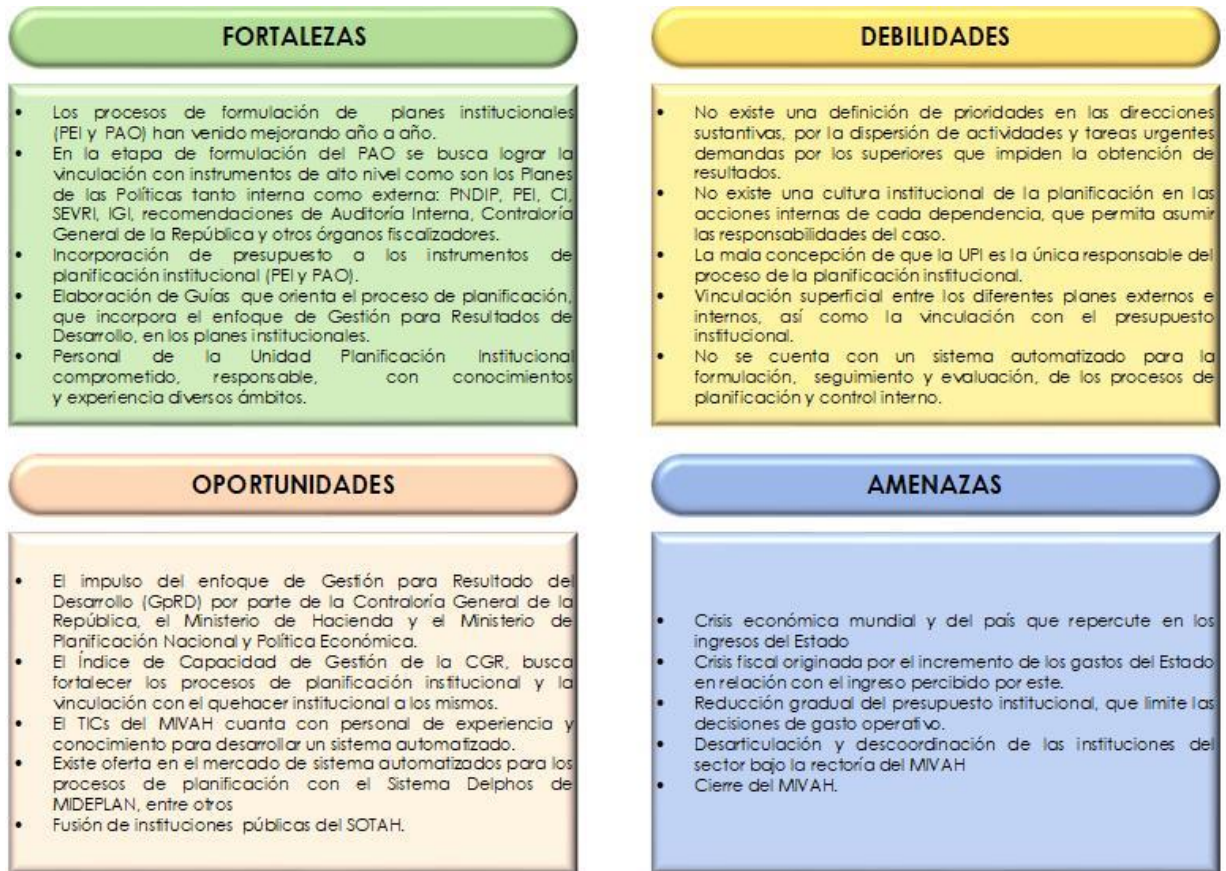 FORTALEZAS
• Los procesos de formulación de planes institucionales
(PEI y PAO) han venido mejorando año a año.
• En la etapa de formulación del PAO se busca lograr la
vinculación con instrumentos de alto nivel como son los Planes
de las Políticas tanto interna como externa: PNDIP, PEI, CI,
SEVRI, IGI, recomendaciones de Auditoría Interna, Contraloría
General de la República y otros órganos fiscalizadores.
• Incorporación de presupuesto a los instrumentos de
planificación institucional (PEI y PAO).
• Elaboración de Guías que orienta el proceso de planificación,
que incorpora el enfoque de Gestión para Resultados de
Desarrollo, en los planes institucionales.
• Personal de la Unidad Planificación Institucional
comprometido, responsable, con conocimientos
y experiencia diversos ámbitos.
DEBILIDADES
• No existe una definición de prioridades en las direcciones
sustantivas, por la dispersión de actividades y tareas urgentes
demandas por los superiores que impiden la obtención de
resultados.
• No existe una cultura institucional de la planificación en las
acciones internas de cada dependencia, que permita asumir
las responsabilidades del caso.
• La mala concepción de que la UPI es la única responsable del
proceso de la planificación institucional.
• Vinculación superficial entre los diferentes planes externos e
internos, así como la vinculación con el presupuesto
institucional.
• No se cuenta con un sistema automatizado para la
formulación, seguimiento y evaluación, de los procesos de
planificación y control interno.
OPORTUNIDADES
• El impulso del enfoque de Gestión para Resultado del
Desarrollo (GpRD) por parte de la Contraloría General de la
República, el Ministerio de Hacienda y el Ministerio de
Planificación Nacional y Política Económica.
• El Índice de Capacidad de Gestión de la CGR, busca
fortalecer los procesos de planificación institucional y la
vinculación con el quehacer institucional a los mismos.
• El TICs del MIVAH cuanta con personal de experiencia y
conocimiento para desarrollar un sistema automatizado.
• Existe oferta en el mercado de sistema automatizados para los
procesos de planificación con el Sistema Delphos de
MIDEPLAN, entre otros
• Fusión de instituciones públicas del SOTAH.
AMENAZAS
• Crisis económica mundial y del país que repercute en los
ingresos del Estado
• Crisis fiscal originada por el incremento de los gastos del Estado
en relación con el ingreso percibido por este.
• Reducción gradual del presupuesto institucional, que limite las
decisiones de gasto operativo.
• Desarticulación y descoordinación de las instituciones del
sector bajo la rectoría del MIVAH
• Cierre del MIVAH.